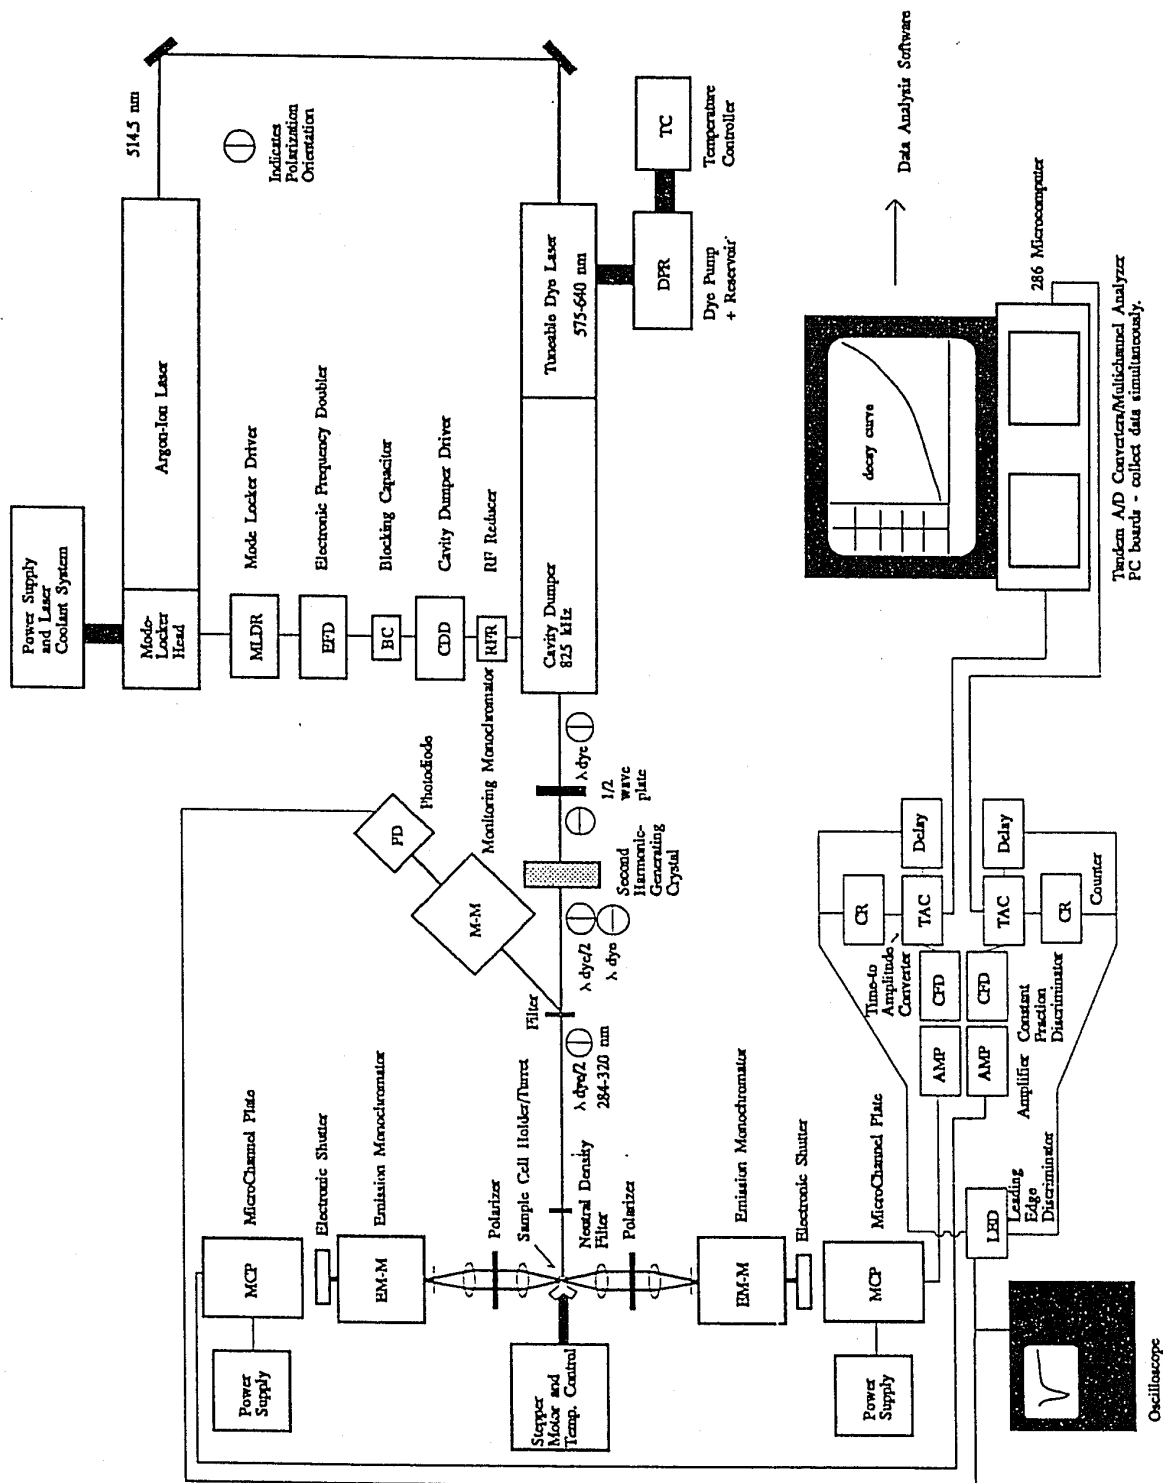 Power Supply
and Laser
Coolant System
Mode-
Locker
Head
Argon-Ion Laser
514.5 nm
Indicates
Polarization
Orientation
MLDR
Mode Locker Driver
EFD
Electronic Frequency Doubler
BC
Blocking Capacitor
CDD
Cavity Dumper Driver
RFR
RF Reducer
Cavity Dumper
825 kHz
Tuneable Dye Laser
575-640 nm
DPR
Dye Pump
+ Reservoir
TC
Temperature
Controller
PD
Photodiode
M-M
Monitoring Monochromator
λ dye
1/2
wave
plate
Second
Harmonic-
Generating
Crystal
λ dye/2
λ dye
Filter
λ dye/2
284-320 nm
Neutral Density
Filter
Sample Cell Holder/Turret
Polarizer
Polarizer
Stepper
Motor and
Temp. Control
EM-M
Emission Monochromator
Electronic Shutter
MCP
MicroChannel Plate
Power
Supply
EM-M
Emission Monochromator
Electronic Shutter
MCP
MicroChannel Plate
Power
Supply
Oscilloscope
LED
Leading
Edge
Discriminator
AMP
AMP
Amplifier
CFD
CFD
Constant
Fraction
Discriminator
Time-to
Amplitude
Converter
TAC
TAC
CR
CR
Counter
Delay
Delay
decay curve
286 Microcomputer
Tandem A/D Converters/Multichannel Analyzer
PC boards - collect data simultaneously.
Data Analysis Software